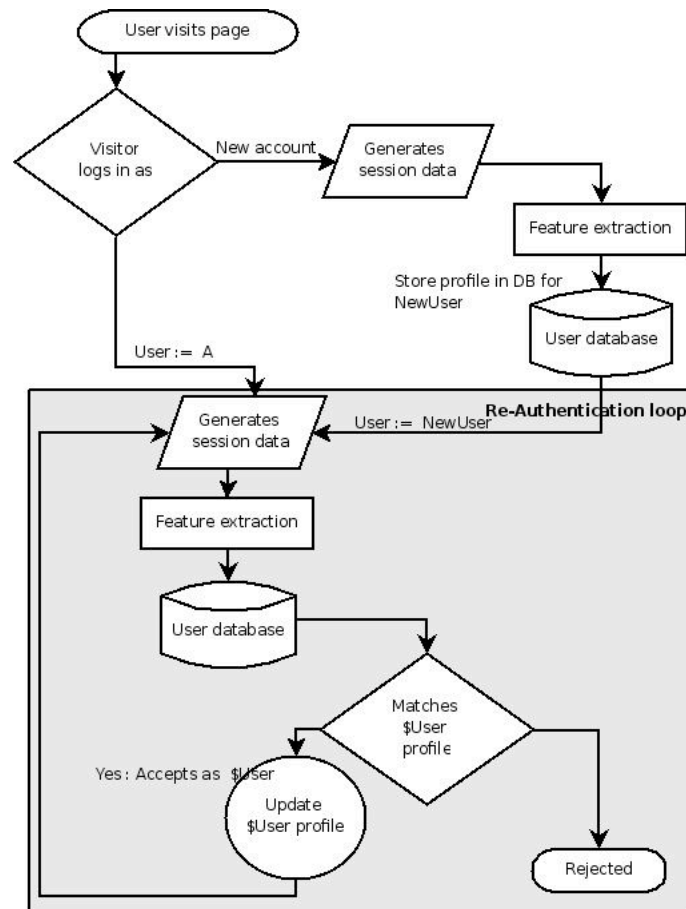 User visits page
Visitor
logs in as
New account
Generates
session data
Feature extraction
Store profile in DB for
NewUser
User database
User := A
Re-Authentication loop
Generates
session data
User := NewUser
Feature extraction
User database
Matches
$User
profile
Yes: Accepts as $User
Update
$User profile
Rejected